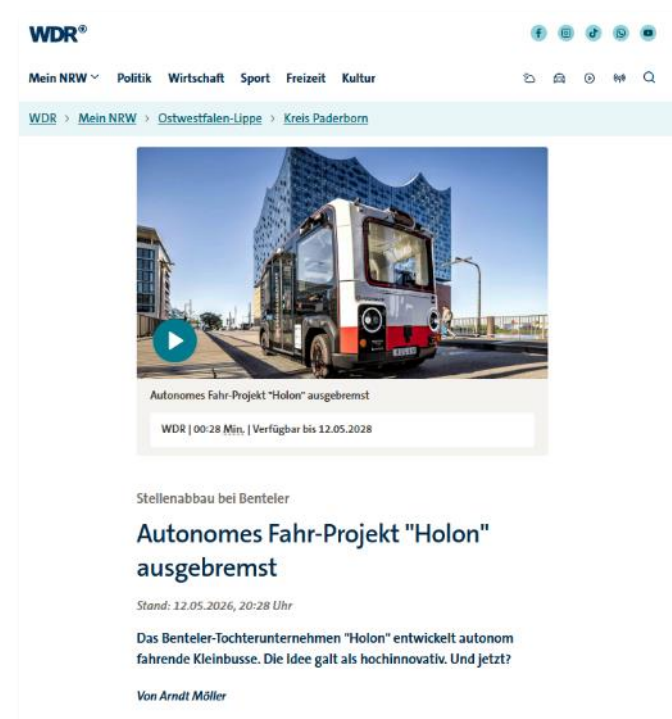 WDR
Mein NRW Politik Wirtschaft Sport Freizeit Kultur
WDR > Mein NRW > Ostwestfalen-Lippe > Kreis Paderborn
Autonomes Fahr-Projekt "Holon" ausgebremst
WDR | 00:28 Min. | Verfügbar bis 12.05.2028
Stellenabbau bei Benteler
Autonomes Fahr-Projekt "Holon"
ausgebremst
Stand: 12.05.2026, 20:28 Uhr
Das Benteler-Tochterunternehmen "Holon" entwickelt autonom
fahrende Kleinbusse. Die Idee galt als hochinnovativ. Und jetzt?
Von Arndt Möller